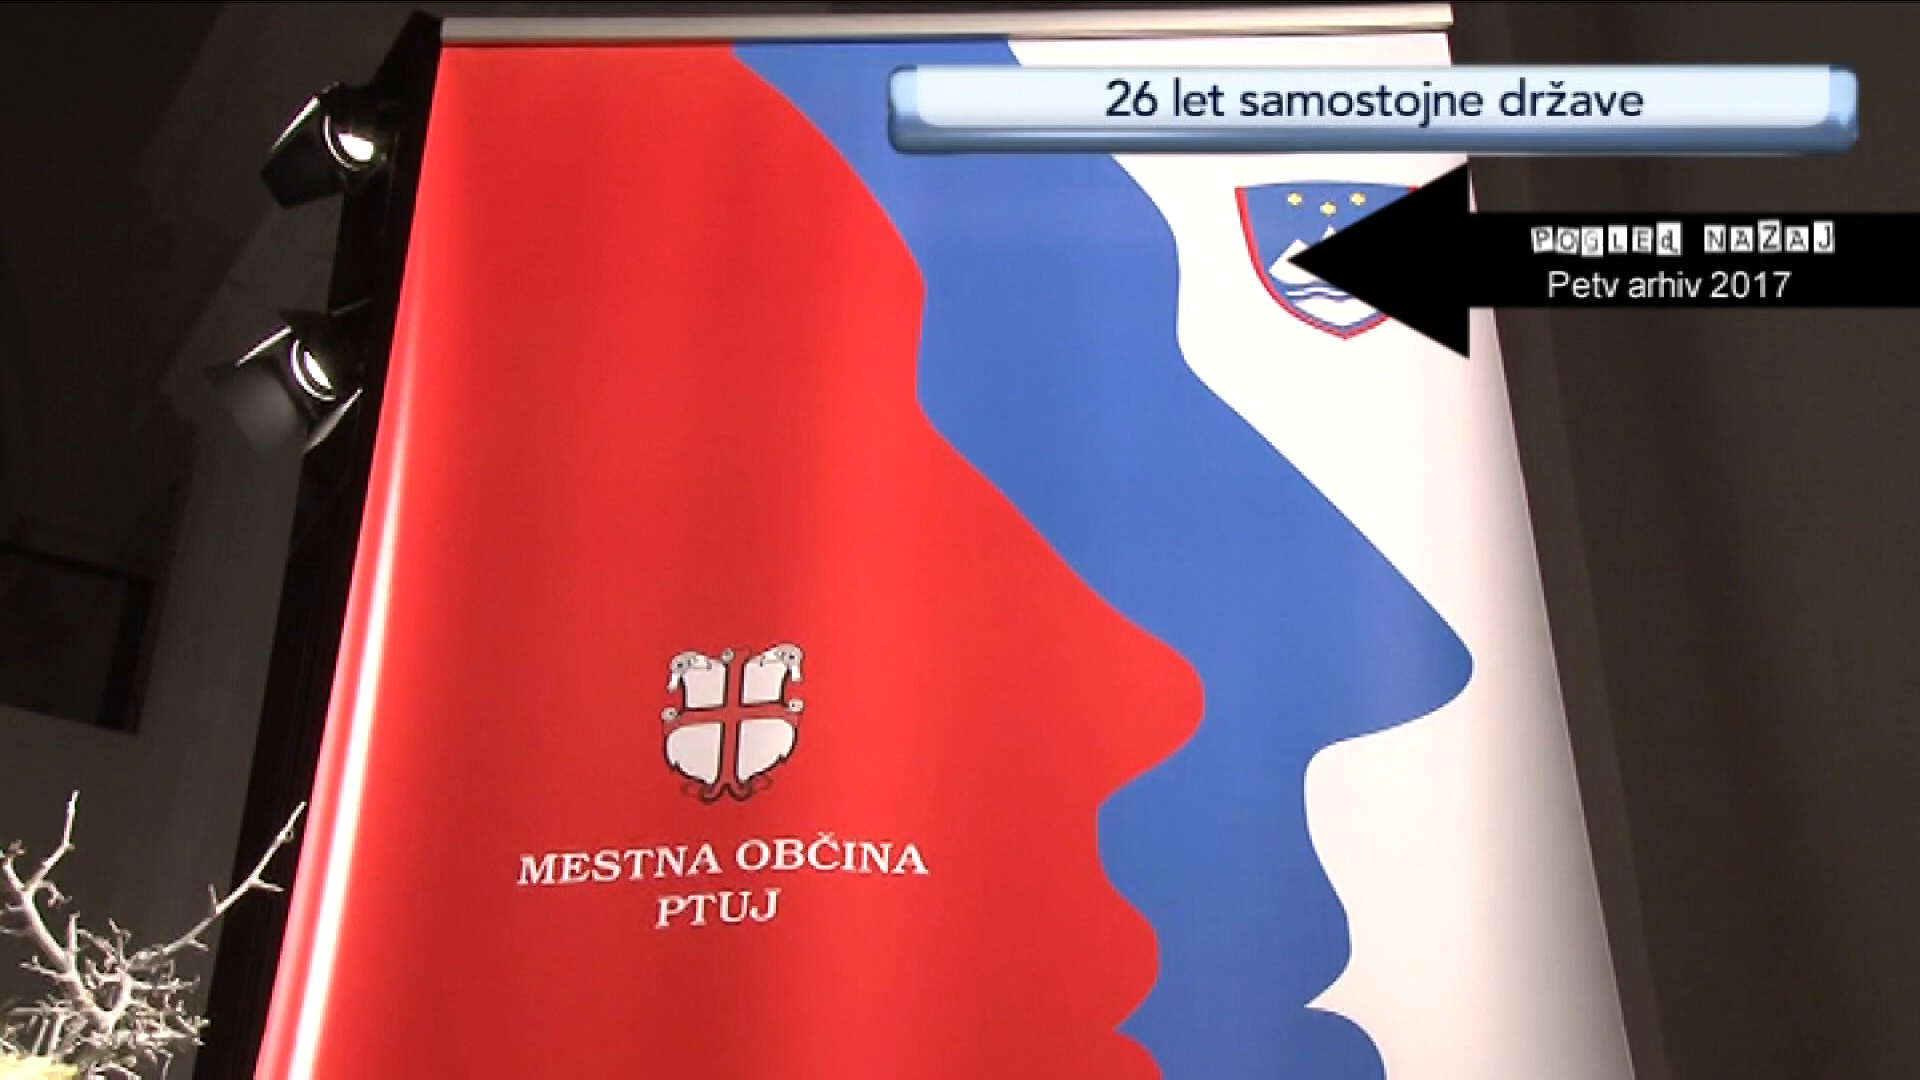 26 let samostojne države
POGLEd NAZAJ
Petv arhiv 2017
MESTNA OBČINA
PTUJ